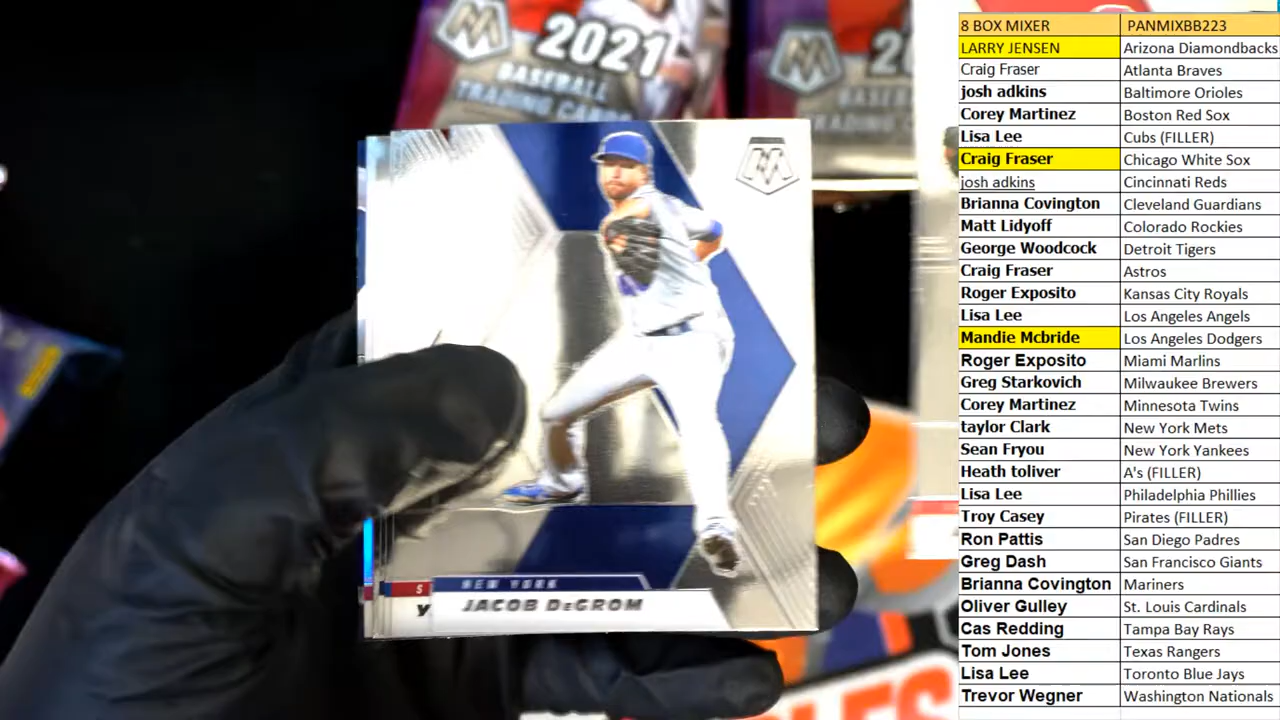 2021
BASEBALL
TRADING CARDS
NEW YORK
JACOB DeGROM
S
Y
8 BOX MIXER PANMIXBB223
LARRY JENSEN Arizona Diamondbacks
Craig Fraser Atlanta Braves
josh adkins Baltimore Orioles
Corey Martinez Boston Red Sox
Lisa Lee Cubs (FILLER)
Craig Fraser Chicago White Sox
josh adkins Cincinnati Reds
Brianna Covington Cleveland Guardians
Matt Lidyoff Colorado Rockies
George Woodcock Detroit Tigers
Craig Fraser Astros
Roger Exposito Kansas City Royals
Lisa Lee Los Angeles Angels
Mandie Mcbride Los Angeles Dodgers
Roger Exposito Miami Marlins
Greg Starkovich Milwaukee Brewers
Corey Martinez Minnesota Twins
taylor Clark New York Mets
Sean Fryou New York Yankees
Heath toliver A's (FILLER)
Lisa Lee Philadelphia Phillies
Troy Casey Pirates (FILLER)
Ron Pattis San Diego Padres
Greg Dash San Francisco Giants
Brianna Covington Mariners
Oliver Gulley St. Louis Cardinals
Cas Redding Tampa Bay Rays
Tom Jones Texas Rangers
Lisa Lee Toronto Blue Jays
Trevor Wegner Washington Nationals